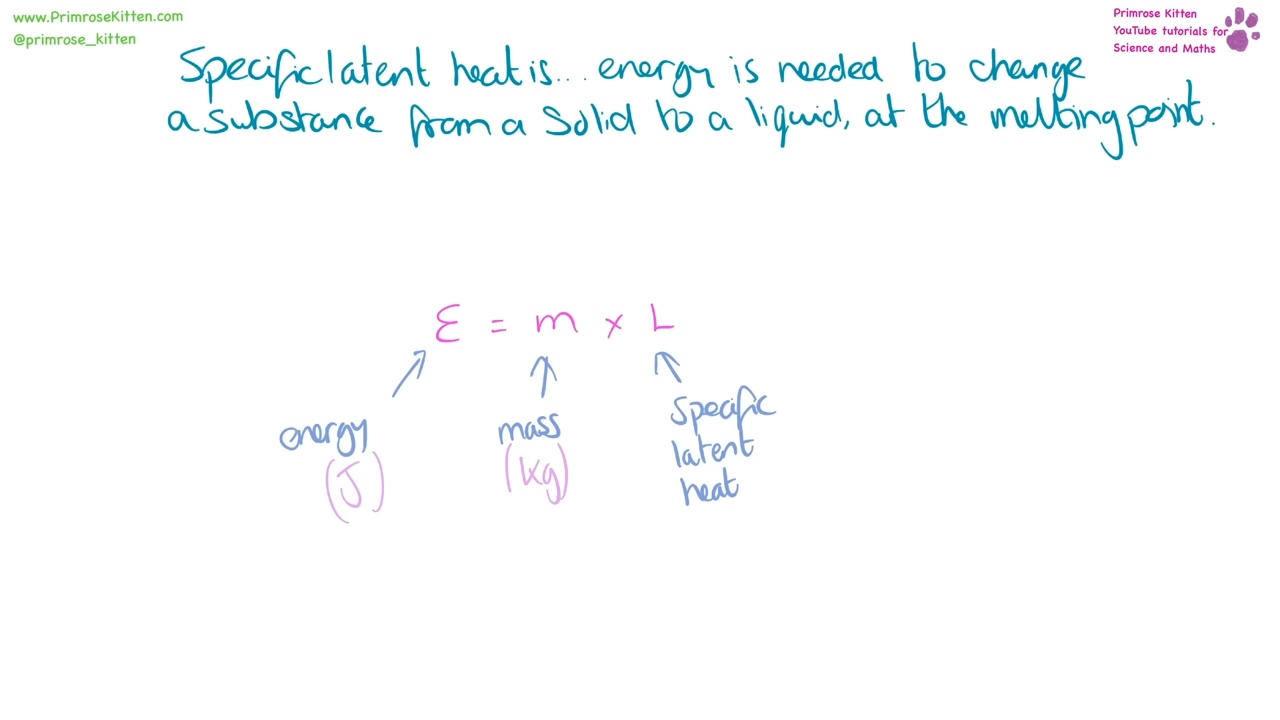 www.PrimroseKitten.com
@primrose_kitten
Primrose Kitten
YouTube tutorials for
Science and Maths
Specific latent heat is... energy is needed to change
a substance from a solid to a liquid, at the melting point.
E = m x L
energy
(J)
mass
(kg)
specific
latent
heat